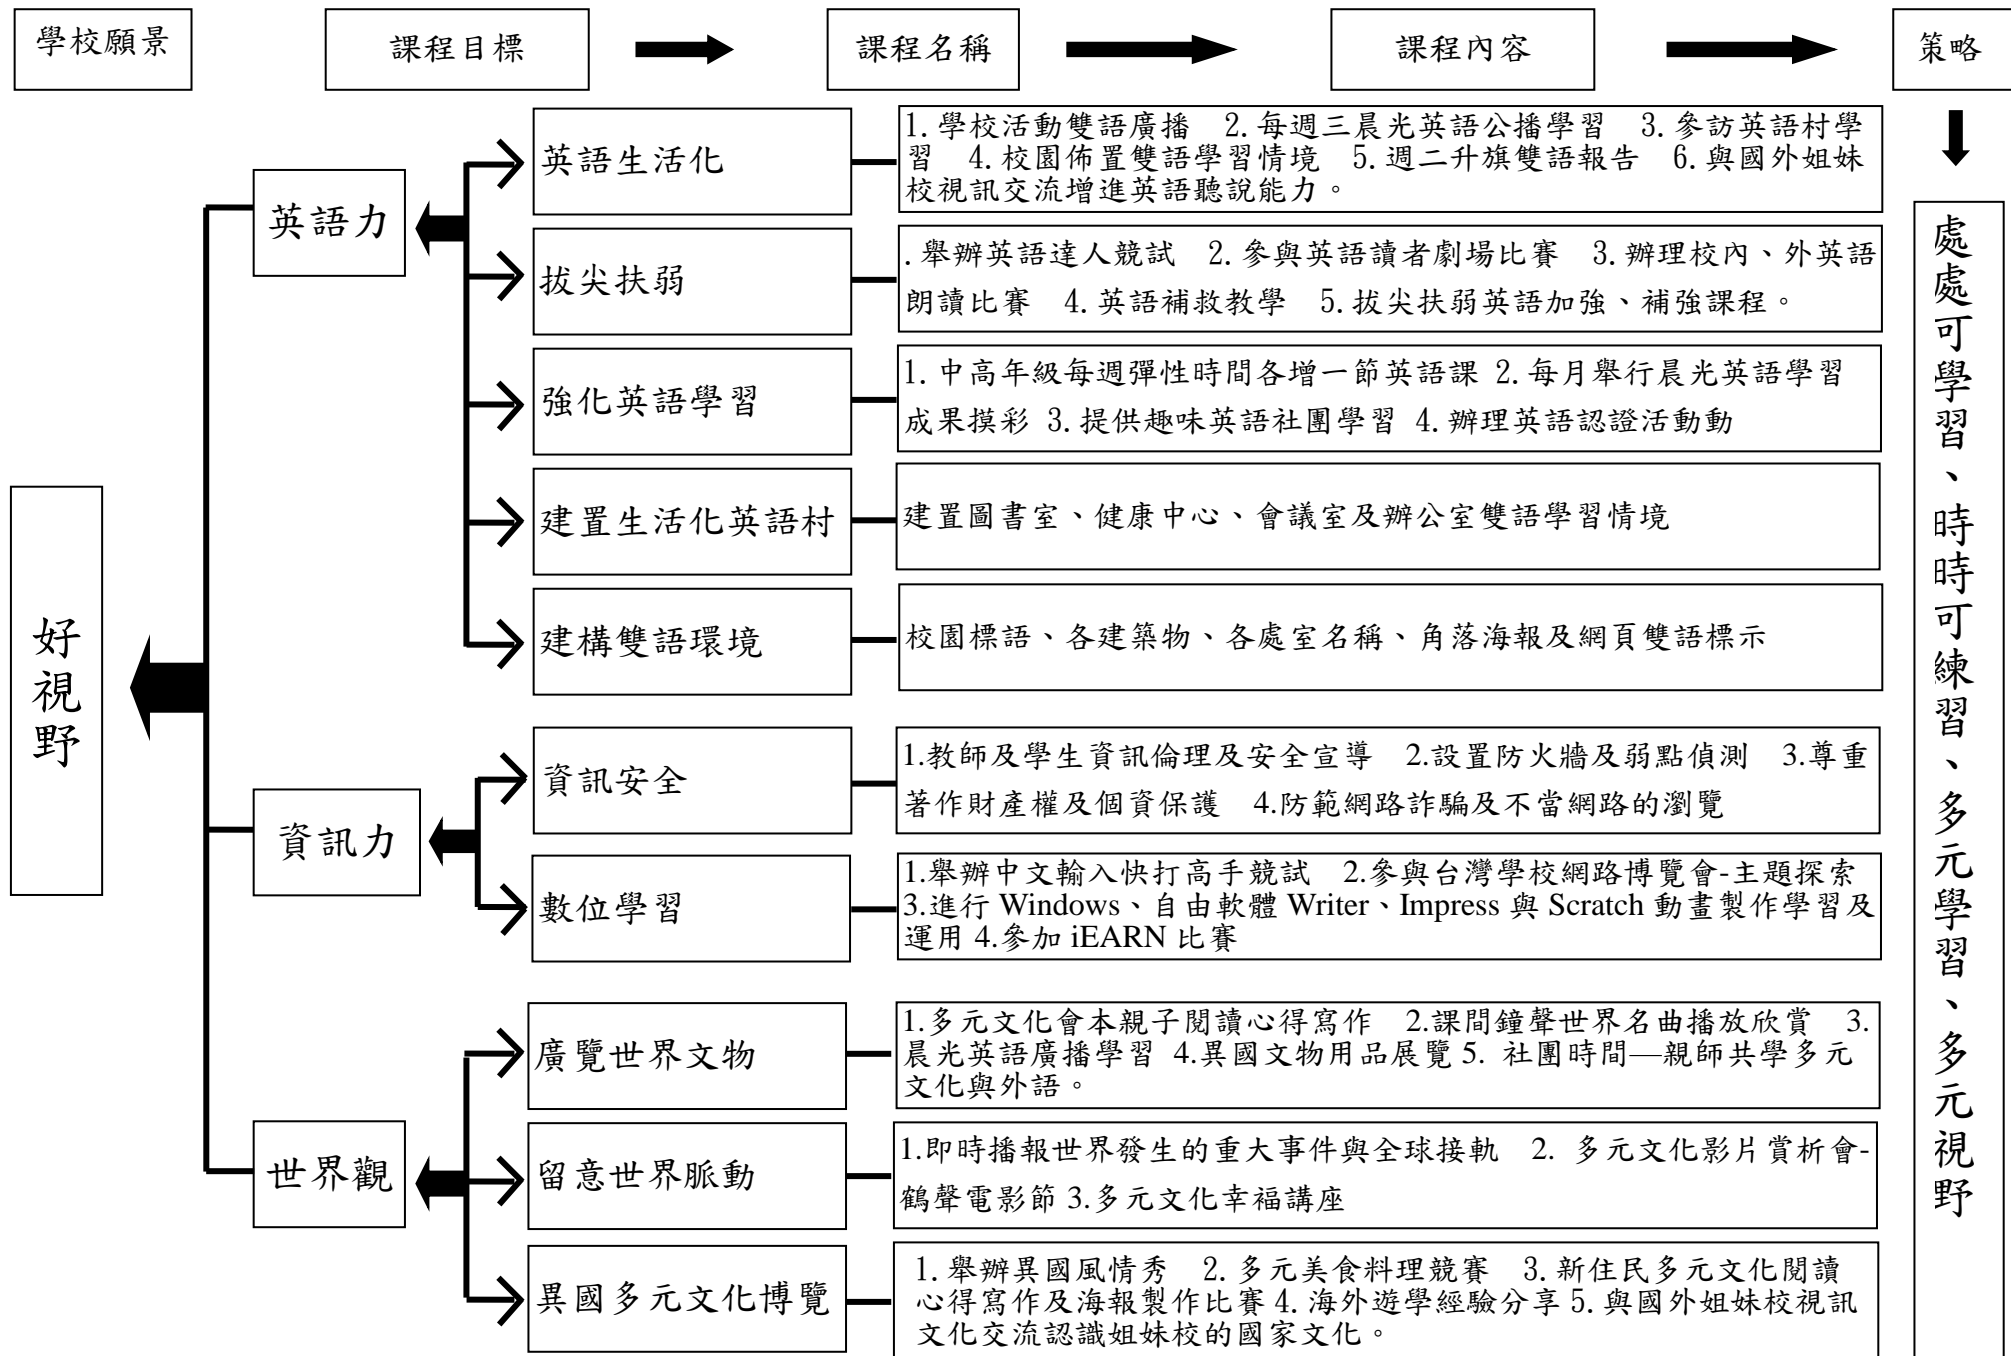 學校願景
課程目標
課程名稱
課程內容
策略
好視野
英語力
英語生活化
1. 學校活動雙語廣播 2. 每週三晨光英語公播學習 3. 參訪英語村學
習 4. 校園佈置雙語學習情境 5. 週二升旗雙語報告 6. 與國外姐妹
校視訊交流增進英語聽說能力。
拔尖扶弱
. 舉辦英語達人競試 2. 參與英語讀者劇場比賽 3. 辦理校內、外英語
朗讀比賽 4. 英語補救教學 5. 拔尖扶弱英語加強、補強課程。
強化英語學習
1. 中高年級每週彈性時間各增一節英語課 2. 每月舉行晨光英語學習
成果摸彩 3. 提供趣味英語社團學習 4. 辦理英語認證活動動
建置生活化英語村
建置圖書室、健康中心、會議室及辦公室雙語學習情境
建構雙語環境
校園標語、各建築物、各處室名稱、角落海報及網頁雙語標示
資訊力
資訊安全
1.教師及學生資訊倫理及安全宣導 2.設置防火牆及弱點偵測 3.尊重
著作財產權及個資保護 4.防範網路詐騙及不當網路的瀏覽
數位學習
1.舉辦中文輸入快打高手競試 2.參與台灣學校網路博覽會-主題探索
3.進行 Windows、自由軟體 Writer、Impress 與 Scratch 動畫製作學習及
運用 4.參加 iEARN 比賽
世界觀
廣覽世界文物
1.多元文化會本親子閱讀心得寫作 2.課間鐘聲世界名曲播放欣賞 3.
晨光英語廣播學習 4.異國文物用品展覽 5. 社團時間—親師共學多元
文化與外語。
留意世界脈動
1.即時播報世界發生的重大事件與全球接軌 2. 多元文化影片賞析會-
鶴聲電影節 3.多元文化幸福講座
異國多元文化博覽
1. 舉辦異國風情秀 2. 多元美食料理競賽 3. 新住民多元文化閱讀
心得寫作及海報製作比賽 4. 海外遊學經驗分享 5. 與國外姐妹校視訊
文化交流認識姐妹校的國家文化。
處處可學習、時時可練習、多元學習、多元視野